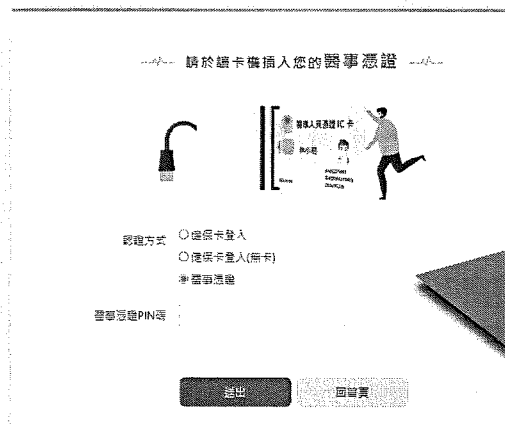 請於讀卡機插入您的醫事憑證
醫事人員憑證 IC 卡
認證方式
健保卡登入
健保卡登入(無卡)
醫事憑證
醫事憑證PIN碼
送出
回首頁